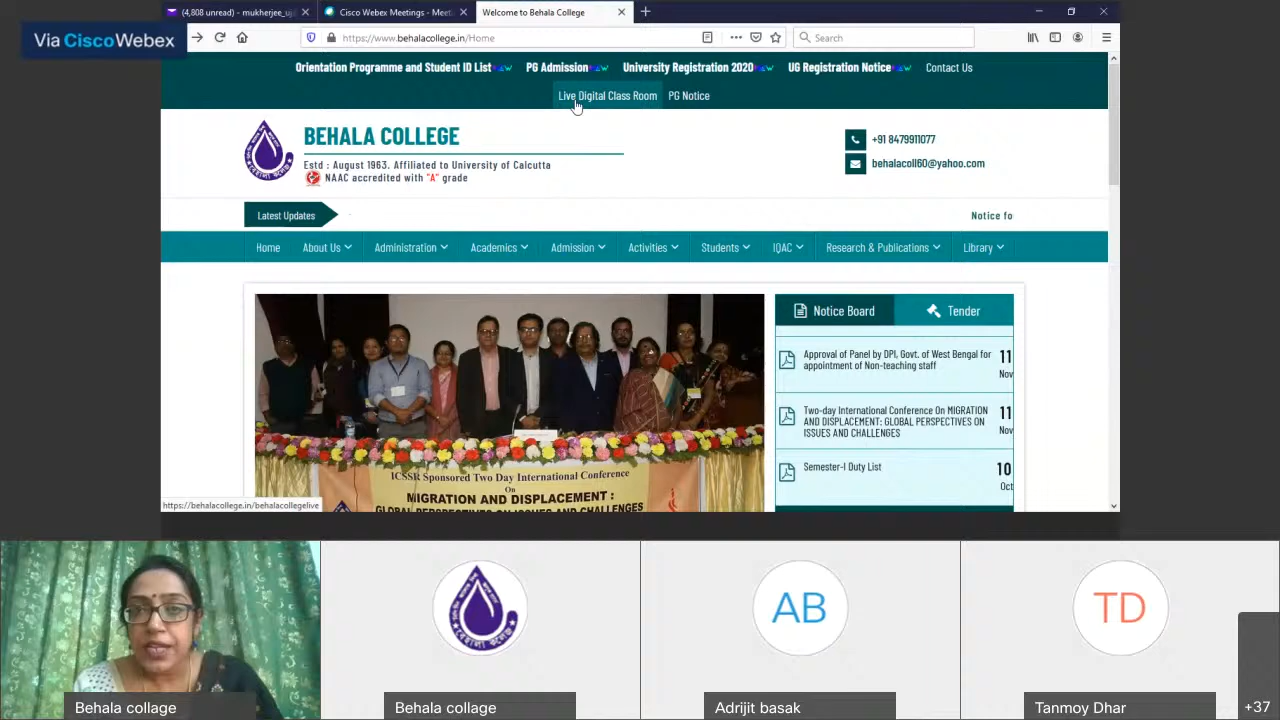 (4,808 unread) - mukherjee_uj
Cisco Webex Meetings - Meet
Welcome to Behala College
Via CiscoWebex
https://www.behalacollege.in/Home
Search
Orientation Programme and Student ID List
PG Admission
University Registration 2020
UG Registration Notice
Contact Us
Live Digital Class Room
PG Notice
BEHALA COLLEGE
Estd : August 1963. Affiliated to University of Calcutta
NAAC accredited with "A" grade
+91 8479911077
behalacoll60@yahoo.com
Latest Updates
Notice fo
Home
About Us
Administration
Academics
Admission
Activities
Students
IQAC
Research & Publications
Library
Notice Board
Tender
Approval of Panel by DPI, Govt. of West Bengal for
appointment of Non-teaching staff
11
Nov
Two-day International Conference On MIGRATION
AND DISPLACEMENT: GLOBAL PERSPECTIVES ON
ISSUES AND CHALLENGES
11
Nov
Semester-I Duty List
10
Oct
ICSSR Sponsored Two Day International Conference
On
MIGRATION AND DISPLACEMENT :
GLOBAL PERSPECTIVES ON ISSUES AND CHALLENGES
https://behalacollege.in/behalacollegelive
AB
TD
Behala collage
Behala collage
Adrijit basak
Tanmoy Dhar
+37